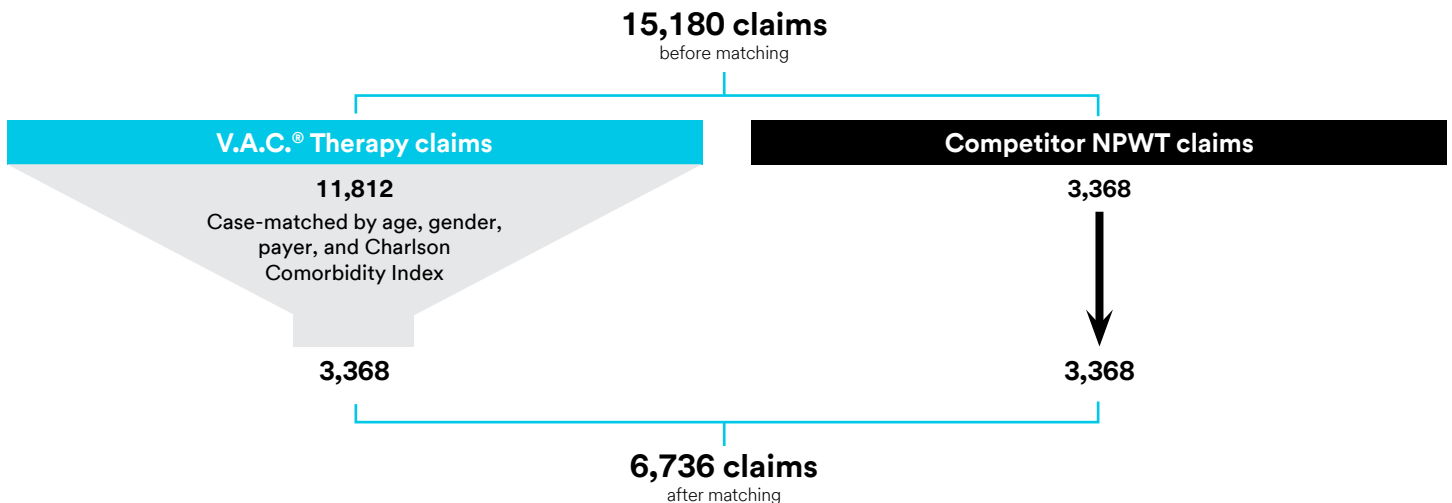 15,180 claims
before matching
V.A.C.® Therapy claims
Competitor NPWT claims
11,812
Case-matched by age, gender,
payer, and Charlson
Comorbidity Index
3,368
3,368
3,368
6,736 claims
after matching